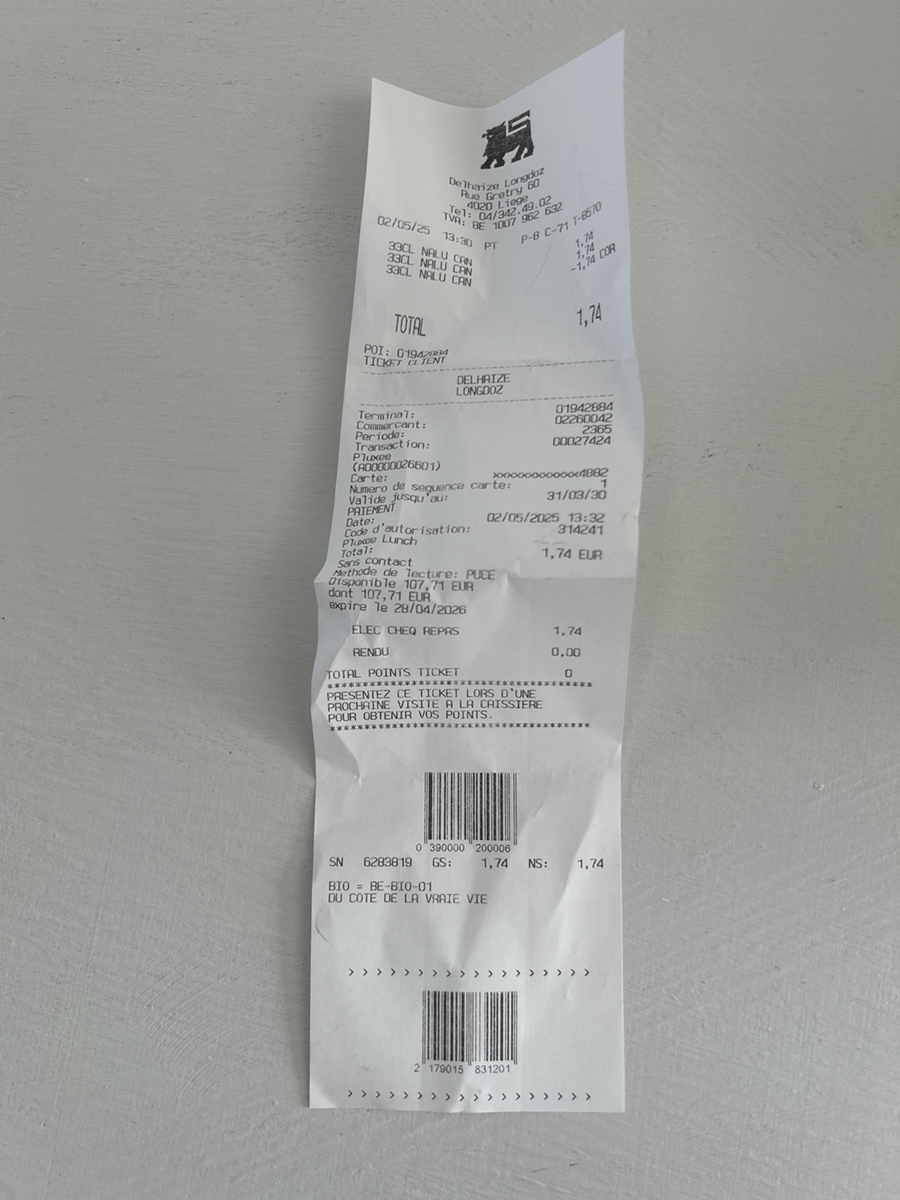 Delhaize Longdoz
Rue Gretry 60
4020 Liege
Tel: 04/342.49.02
TVA: BE 1007 962 632
02/05/25 13:30 PT P-8 C-71 T-8570
33CL NALU CAN 1,74
33CL NALU CAN 1,74
33CL NALU CAN -1,74 COR
TOTAL 1,74
POI: 01942884
TICKET CLIENT
DELHAIZE
LONGDOZ
Terminal: 01942884
Commercant: 02260042
Periode: 2365
Transaction: 00027424
Pluxee
(A00000026601)
Carte: xxxxxxxxxxxx4882
Numero de sequence carte: 1
Valide jusqu'au: 31/03/30
PAIEMENT
Date: 02/05/2025 13:32
Code d'autorisation: 314241
Pluxee Lunch
Total: 1,74 EUR
Sans contact
Methode de lecture: PUCE
Disponible 107,71 EUR
dont 107,71 EUR
expire le 28/04/2026
ELEC CHEQ REPAS 1,74
RENDU 0,00
TOTAL POINTS TICKET 0
PRESENTEZ CE TICKET LORS D'UNE
PROCHAINE VISITE A LA CAISSIERE
POUR OBTENIR VOS POINTS.
0 390000 200006
SN 6283819 GS: 1,74 NS: 1,74
BIO = BE-BIO-01
DU COTE DE LA VRAIE VIE
2 179015 831201